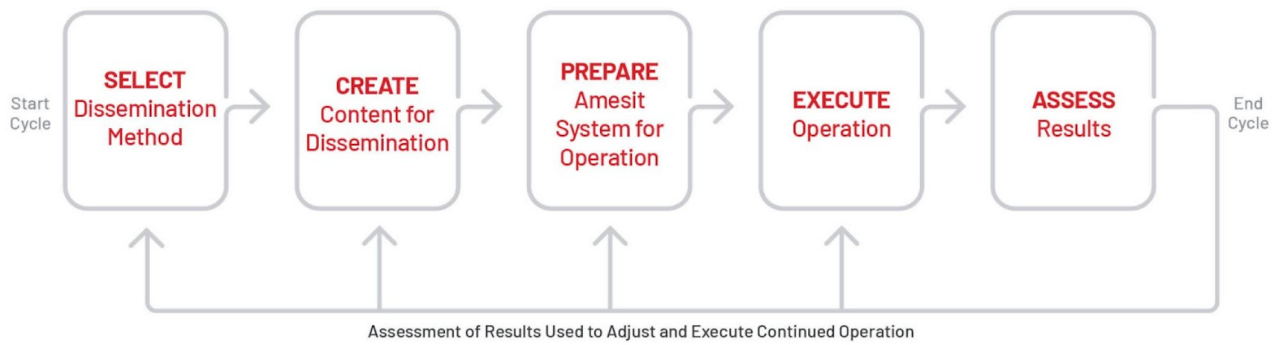 Start
Cycle
SELECT
Dissemination
Method
CREATE
Content for
Dissemination
PREPARE
Amesit
System for
Operation
EXECUTE
Operation
ASSESS
Results
End
Cycle
Assessment of Results Used to Adjust and Execute Continued Operation